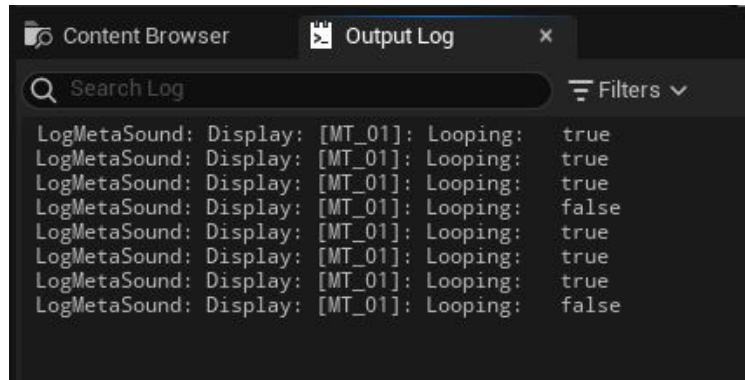 Content Browser
Output Log
Search Log
Filters
LogMetaSound: Display: [MT_01]: Looping: true
LogMetaSound: Display: [MT_01]: Looping: true
LogMetaSound: Display: [MT_01]: Looping: true
LogMetaSound: Display: [MT_01]: Looping: false
LogMetaSound: Display: [MT_01]: Looping: true
LogMetaSound: Display: [MT_01]: Looping: true
LogMetaSound: Display: [MT_01]: Looping: true
LogMetaSound: Display: [MT_01]: Looping: false